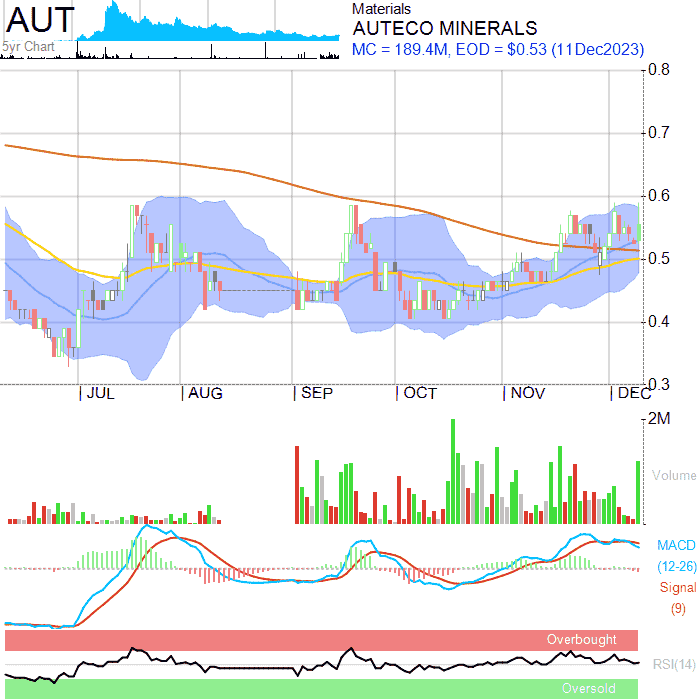 AUT
5yr Chart
Materials
AUTECO MINERALS
MC = 189.4M, EOD = $0.53 (11Dec2023)
0.8
0.7
0.6
0.5
0.4
0.3
JUL
AUG
SEP
OCT
NOV
DEC
2M
Volume
MACD
(12-26)
Signal
(9)
Overbought
RSI(14)
Oversold